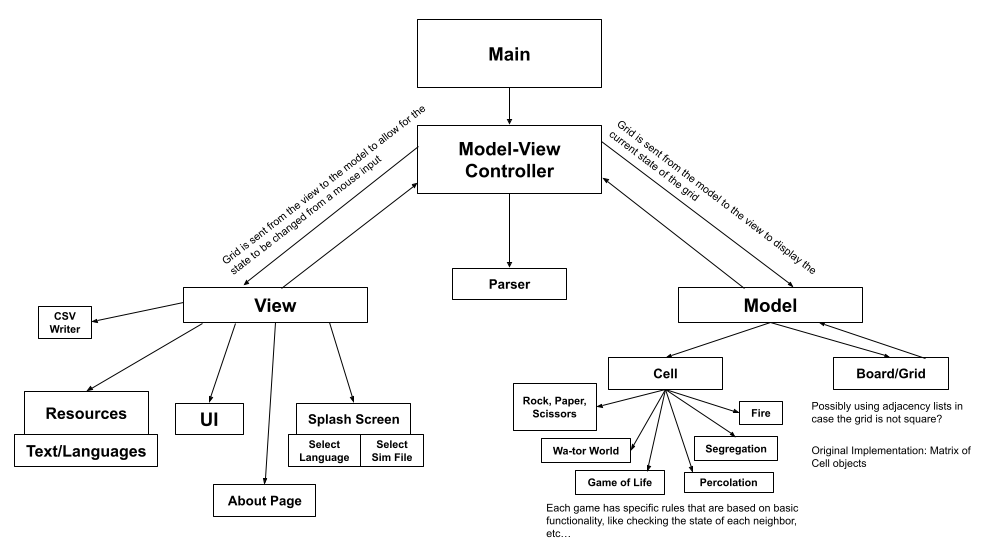 Main
Model-View
Controller
Grid is sent from the view to the model to allow for the
state to be changed from a mouse input
Grid is sent from the model to the view to display the
current state of the grid
Parser
View
Model
CSV
Writer
Cell
Board/Grid
Resources
Text/Languages
UI
Splash Screen
Select
Language
Select
Sim File
About Page
Rock, Paper,
Scissors
Fire
Wa-tor World
Segregation
Game of Life
Percolation
Possibly using adjacency lists in
case the grid is not square?
Original Implementation: Matrix of
Cell objects
Each game has specific rules that are based on basic
functionality, like checking the state of each neighbor,
etc…